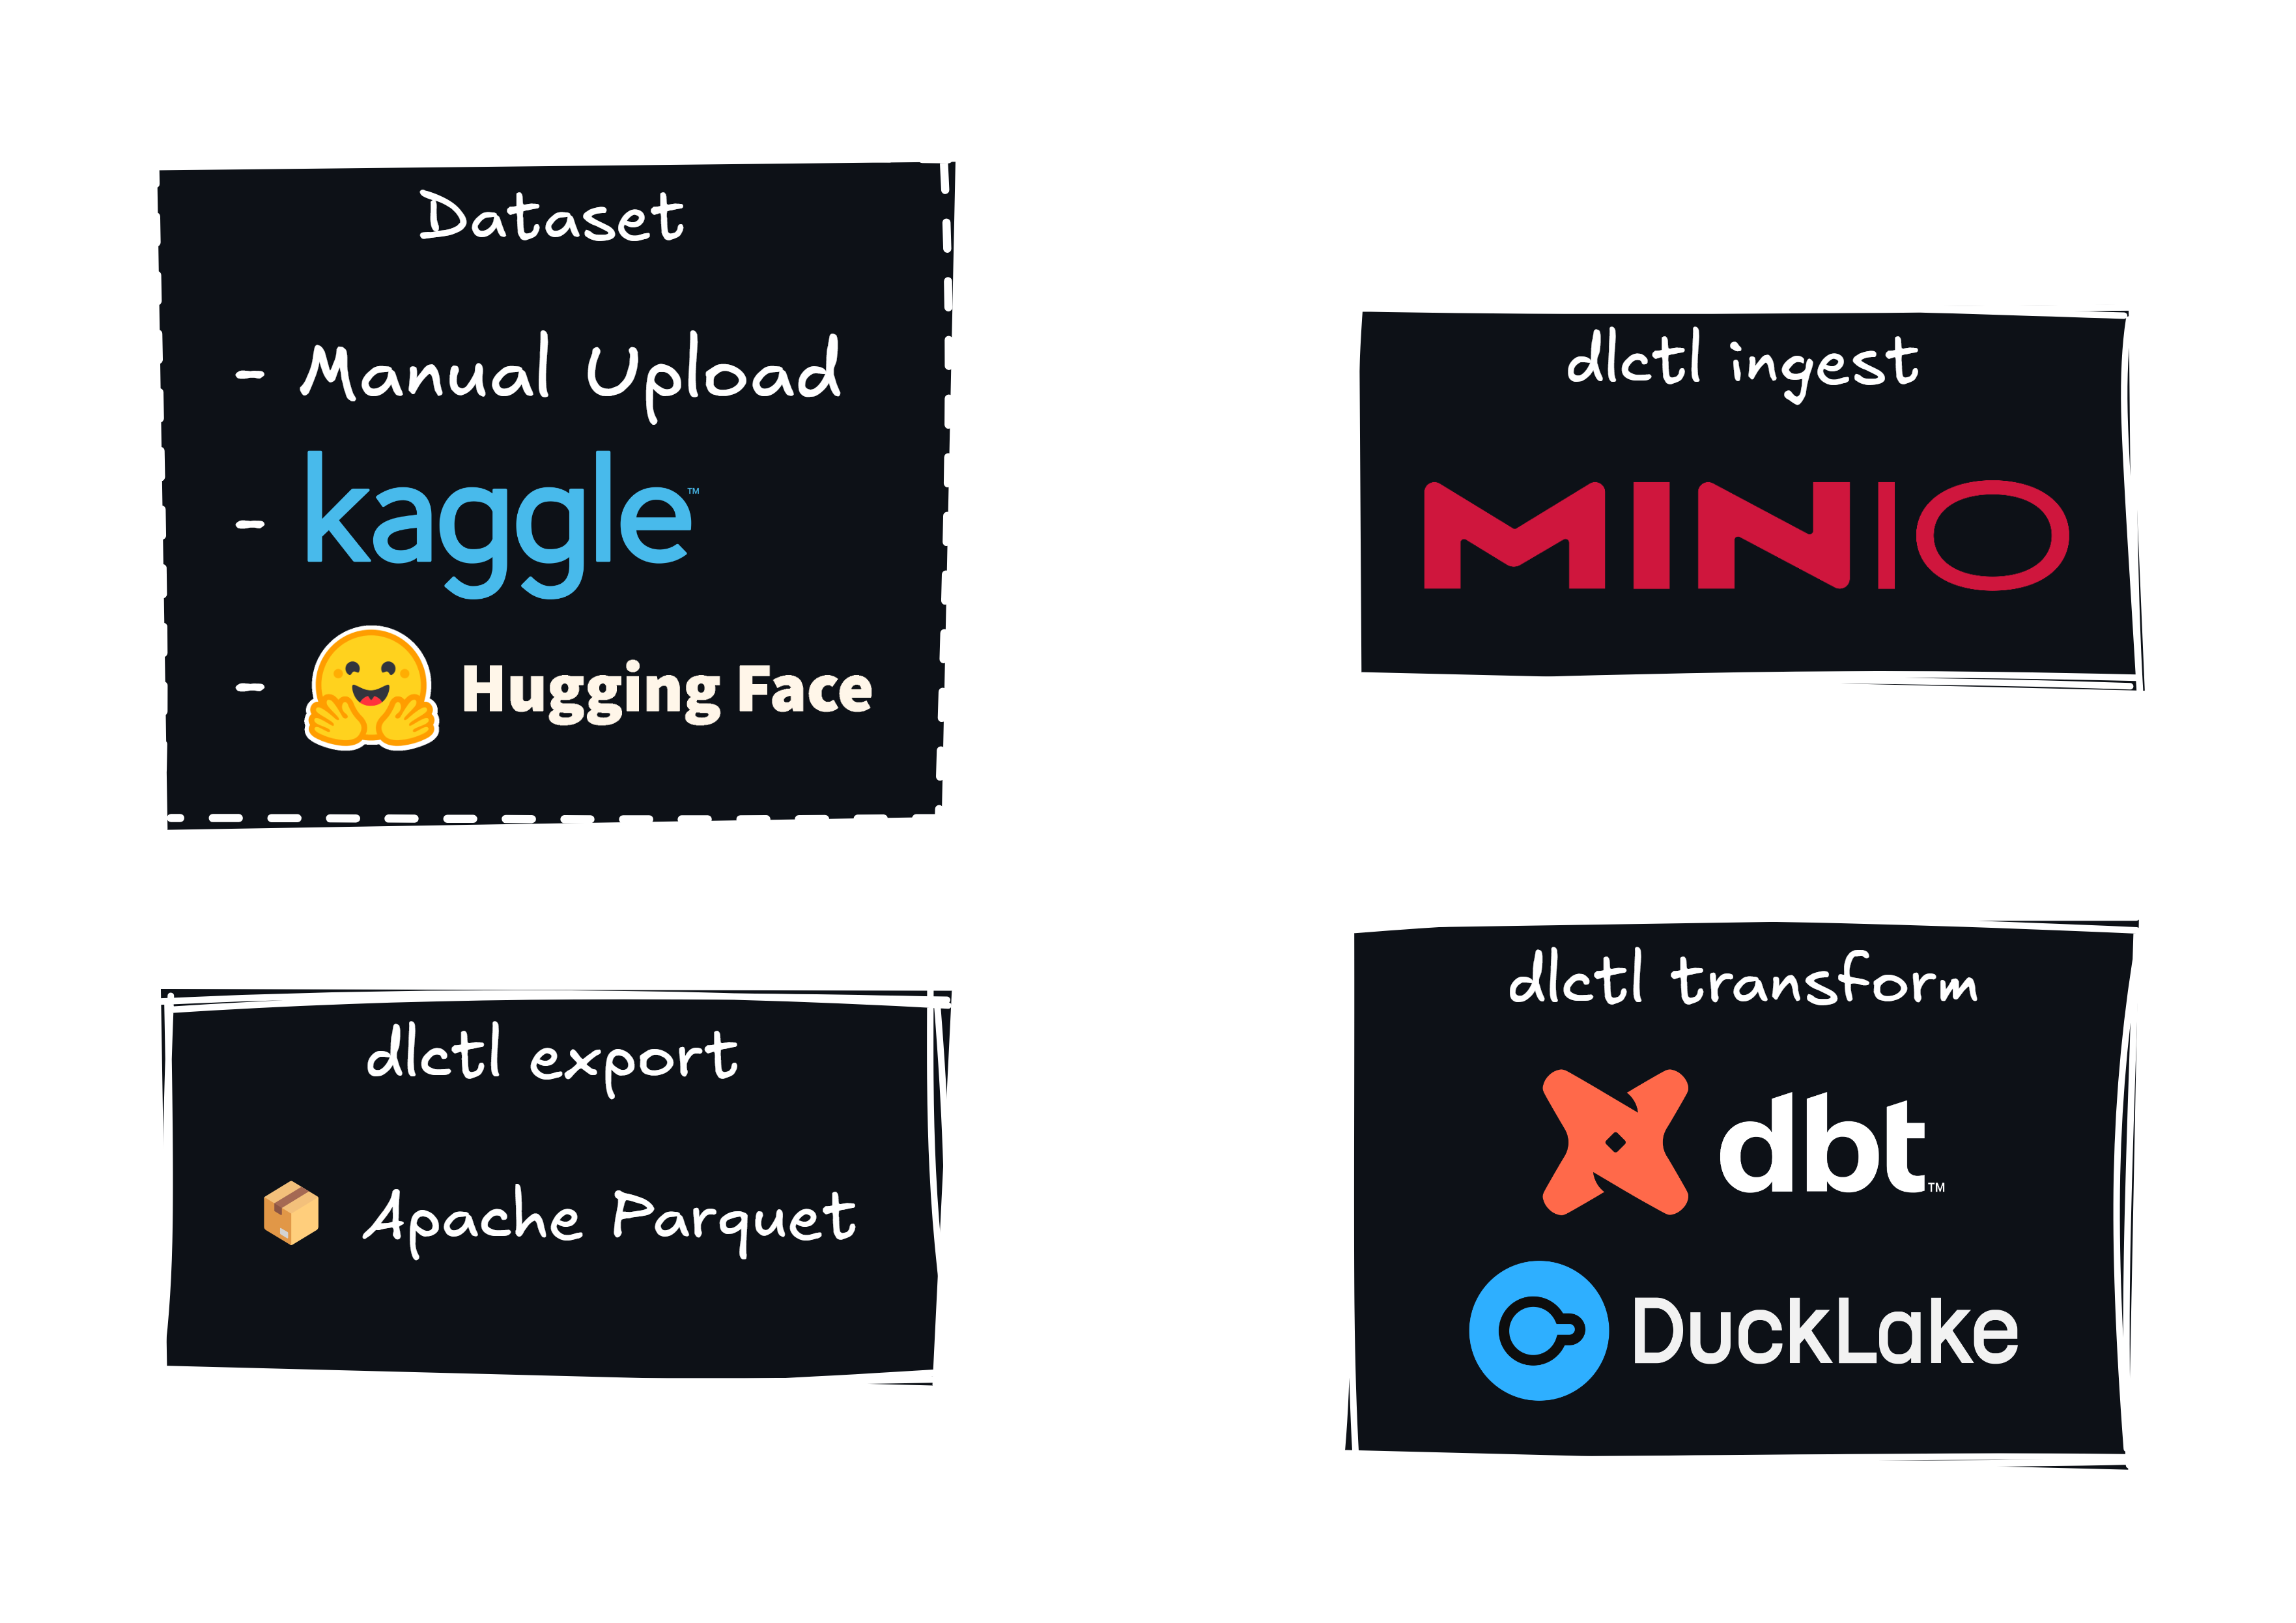 Dataset
- Manual Upload
- kaggle™
- Hugging Face
dlctl ingest
MINIO
dlctl transform
dbt™
DuckLake
dlctl export
Apache Parquet